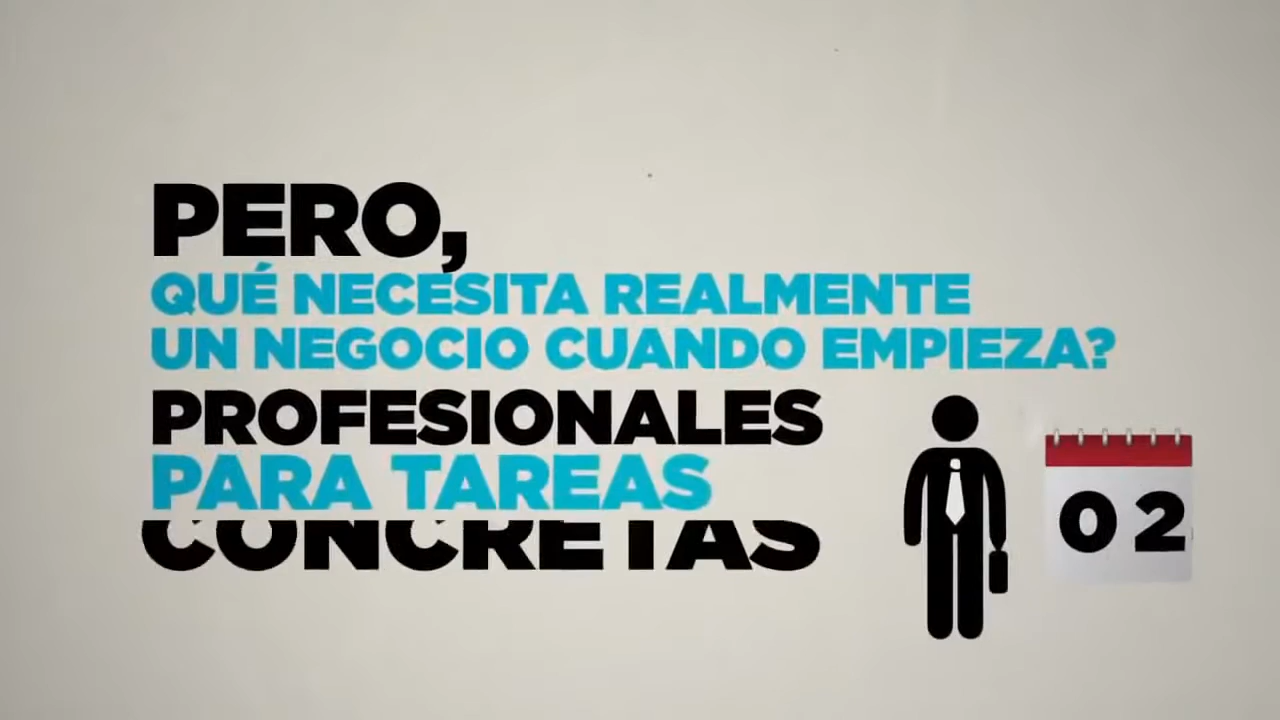 PERO,
QUÉ NECESITA REALMENTE
UN NEGOCIO CUANDO EMPIEZA?
PROFESIONALES
PARA TAREAS
CONCRETAS
02